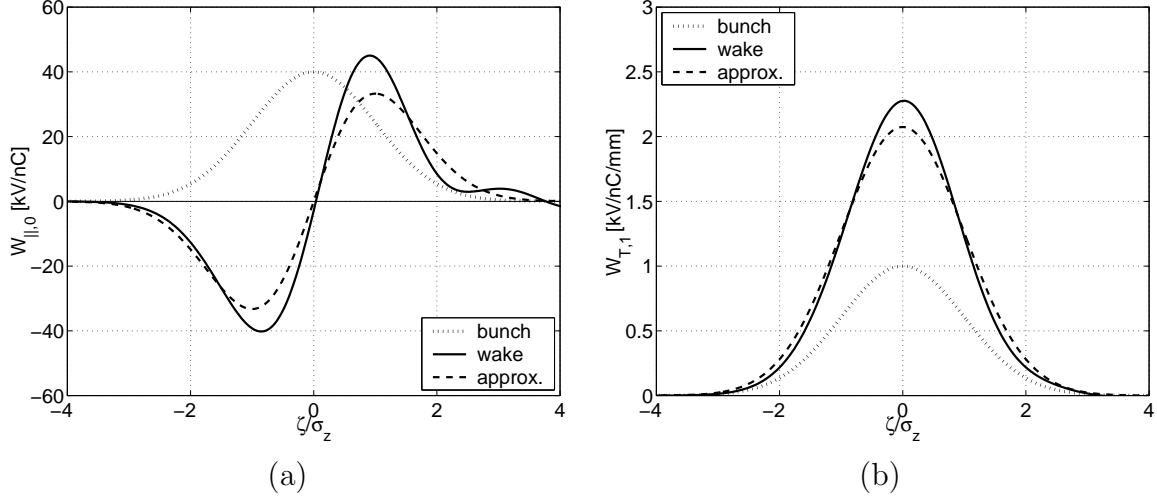 60
40
20
0
−20
−40
−60
−4
−2
0
2
4
W||,0 [kV/nC]
ζ/σz
bunch
wake
approx.
(a)
3
2.5
2
1.5
1
0.5
0
−4
−2
0
2
4
WT,1 [kV/nC/mm]
ζ/σz
bunch
wake
approx.
(b)